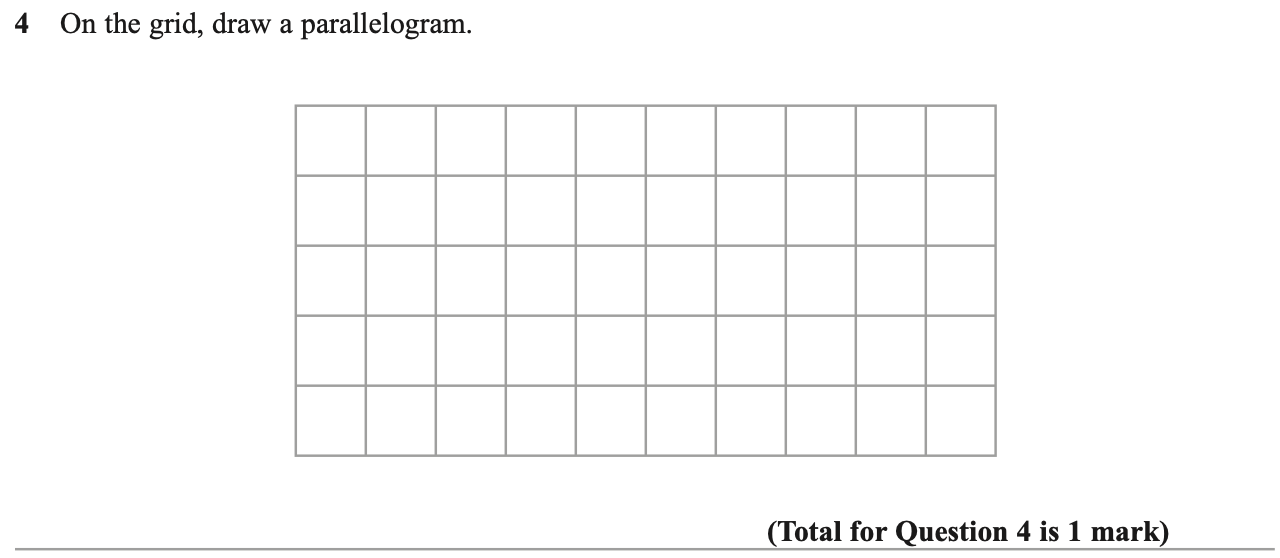 4 On the grid, draw a parallelogram.
(Total for Question 4 is 1 mark)